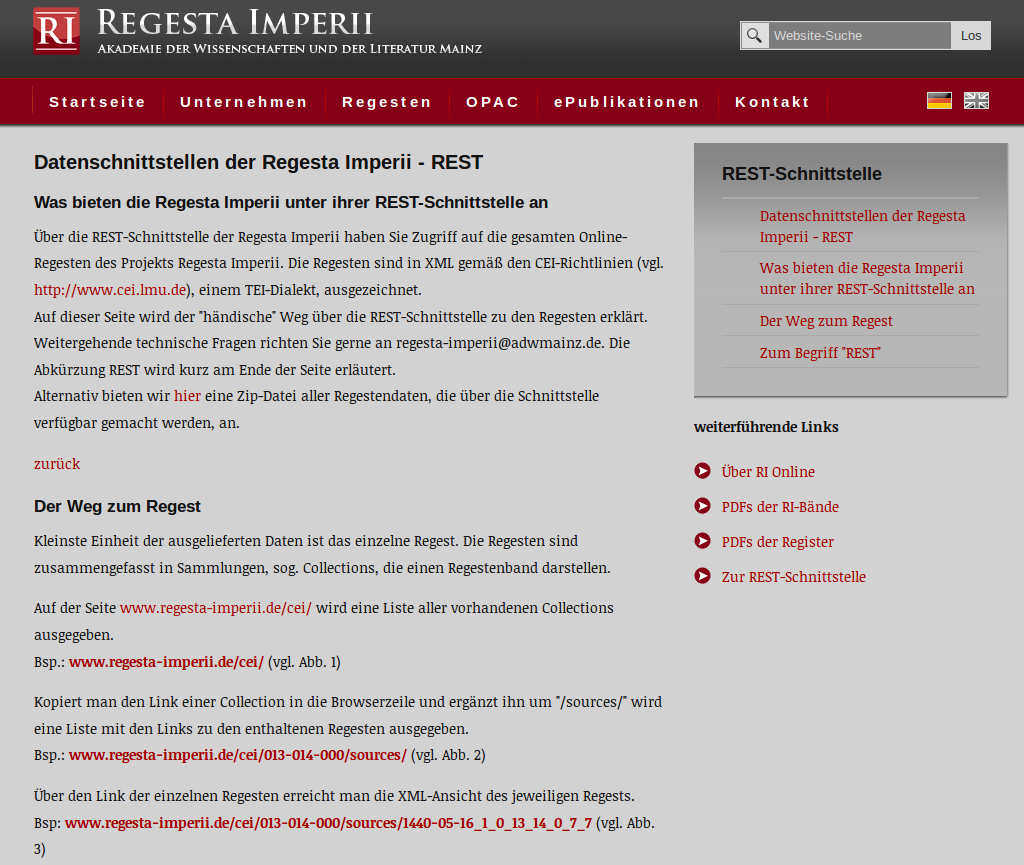 RI
REGESTA IMPERII
AKADEMIE DER WISSENSCHAFTEN UND DER LITERATUR MAINZ
Website-Suche
Los
Startseite
Unternehmen
Regesten
OPAC
ePublikationen
Kontakt
Datenschnittstellen der Regesta Imperii - REST
Was bieten die Regesta Imperii unter ihrer REST-Schnittstelle an
Über die REST-Schnittstelle der Regesta Imperii haben Sie Zugriff auf die gesamten Online-
Regesten des Projekts Regesta Imperii. Die Regesten sind in XML gemäß den CEI-Richtlinien (vgl.
http://www.cei.lmu.de), einem TEI-Dialekt, ausgezeichnet.
Auf dieser Seite wird der "händische" Weg über die REST-Schnittstelle zu den Regesten erklärt.
Weitergehende technische Fragen richten Sie gerne an regesta-imperii@adwmainz.de. Die
Abkürzung REST wird kurz am Ende der Seite erläutert.
Alternativ bieten wir hier eine Zip-Datei aller Regestendaten, die über die Schnittstelle
verfügbar gemacht werden, an.
zurück
Der Weg zum Regest
Kleinste Einheit der ausgelieferten Daten ist das einzelne Regest. Die Regesten sind
zusammengefasst in Sammlungen, sog. Collections, die einen Regestenband darstellen.
Auf der Seite www.regesta-imperii.de/cei/ wird eine Liste aller vorhandenen Collections
ausgegeben.
Bsp.: www.regesta-imperii.de/cei/ (vgl. Abb. 1)
Kopiert man den Link einer Collection in die Browserzeile und ergänzt ihn um "/sources/" wird
eine Liste mit den Links zu den enthaltenen Regesten ausgegeben.
Bsp.: www.regesta-imperii.de/cei/013-014-000/sources/ (vgl. Abb. 2)
Über den Link der einzelnen Regesten erreicht man die XML-Ansicht des jeweiligen Regests.
Bsp: www.regesta-imperii.de/cei/013-014-000/sources/1440-05-16_1_0_13_14_0_7_7 (vgl. Abb.
3)
REST-Schnittstelle
Datenschnittstellen der Regesta
Imperii - REST
Was bieten die Regesta Imperii
unter ihrer REST-Schnittstelle an
Der Weg zum Regest
Zum Begriff "REST"
weiterführende Links
Über RI Online
PDFs der RI-Bände
PDFs der Register
Zur REST-Schnittstelle